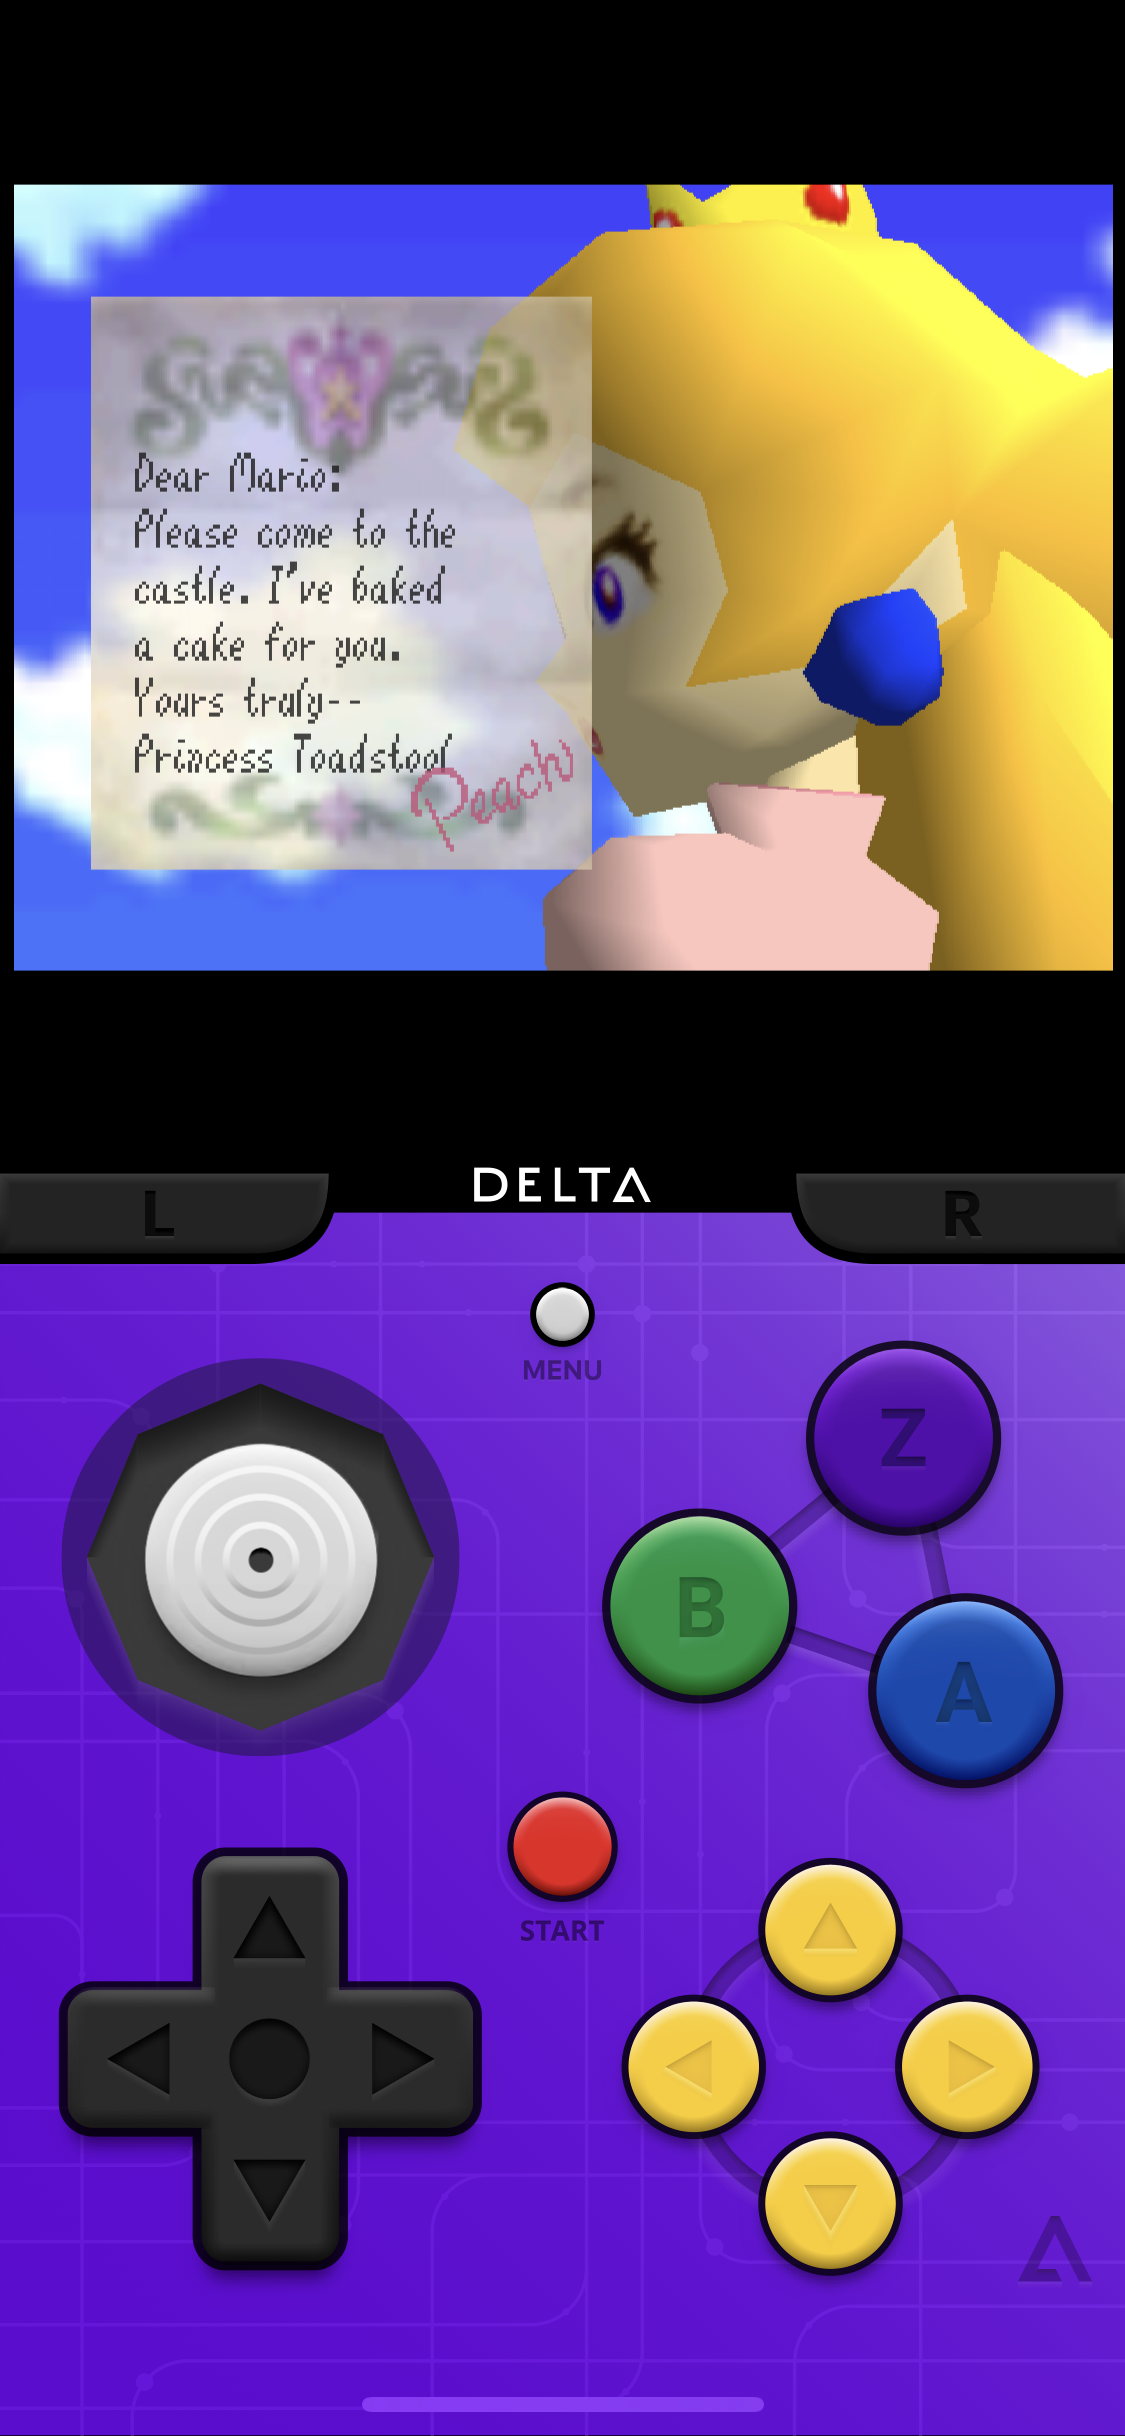 Dear Mario:
Please come to the
castle. I've baked
a cake for you.
Yours truly--
Princess Toadstool
Peach
L
DELTA
R
MENU
Z
B
A
START